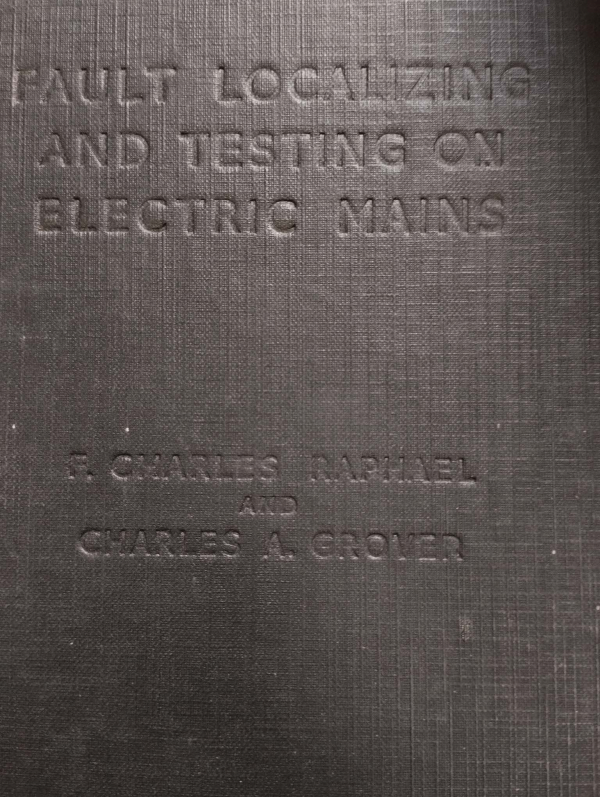 FAULT LOCALIZING
AND TESTING ON
ELECTRIC MAINS
F. CHARLES RAPHAEL
AND
CHARLES A. GROVER